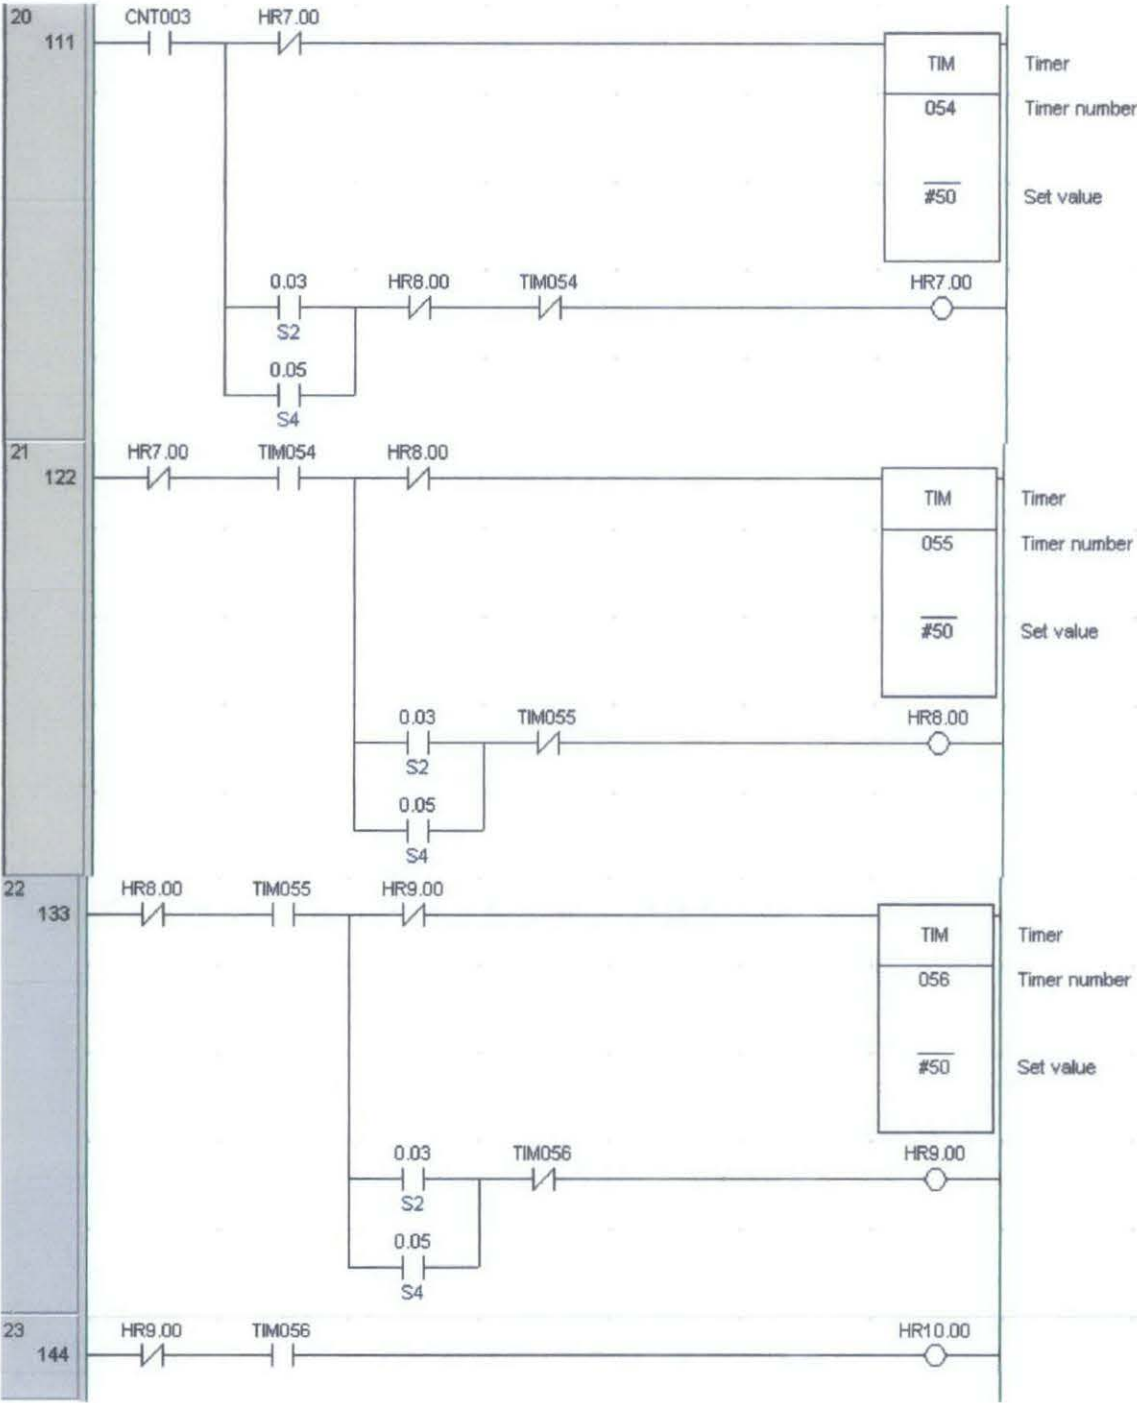 20 CNT003 HR7.00
111
TIM Timer
054 Timer number
#50 Set value
0.03 HR8.00 TIM054 HR7.00
S2
0.05
S4
21 HR7.00 TIM054 HR8.00
122
TIM Timer
055 Timer number
#50 Set value
0.03 TIM055 HR8.00
S2
0.05
S4
22 HR8.00 TIM055 HR9.00
133
TIM Timer
056 Timer number
#50 Set value
0.03 TIM056 HR9.00
S2
0.05
S4
23 HR9.00 TIM056 HR10.00
144